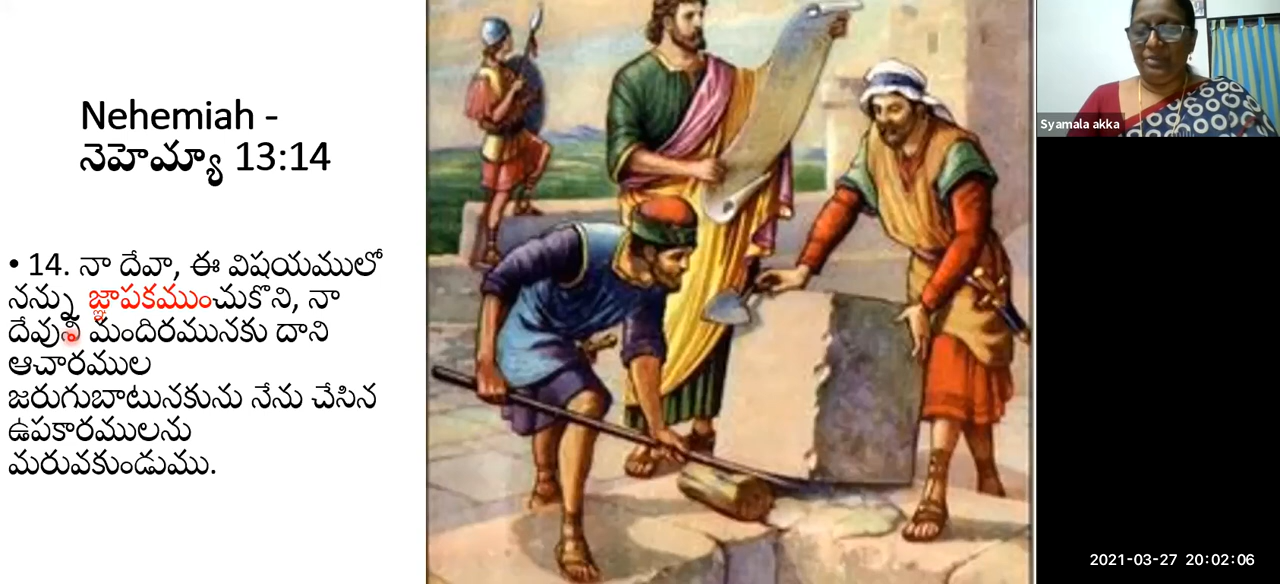 Nehemiah -
నెహెమ్యా 13:14
• 14. నా దేవా, ఈ విషయములో
నన్ను జ్ఞాపకముంచుకొని, నా
దేవుని మందిరమునకు దాని
ఆచారముల
జరుగుబాటునకును నేను చేసిన
ఉపకారములను
మరువకుండుము.
Syamala akka
2021-03-27 20:02:06